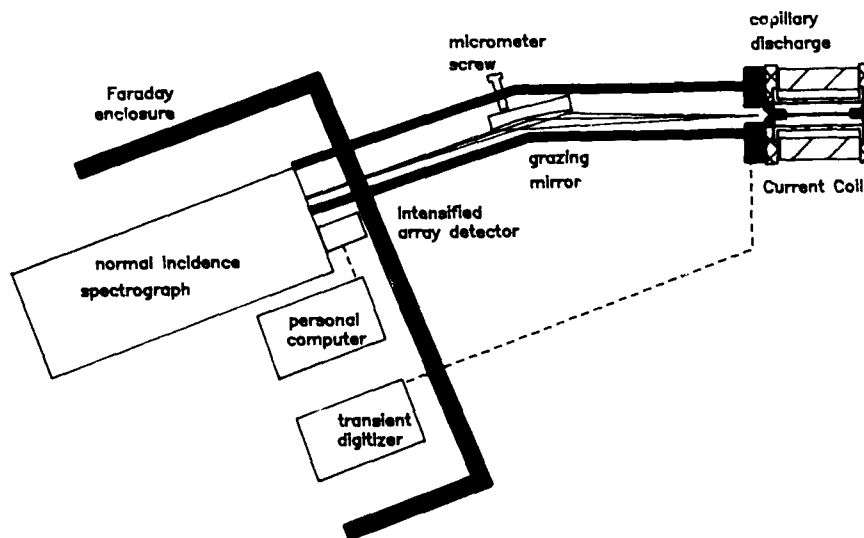 capillary
discharge
micrometer
screw
Faraday
enclosure
grazing
mirror
Current Coil
Intensified
array detector
normal incidence
spectrograph
personal
computer
transient
digitizer